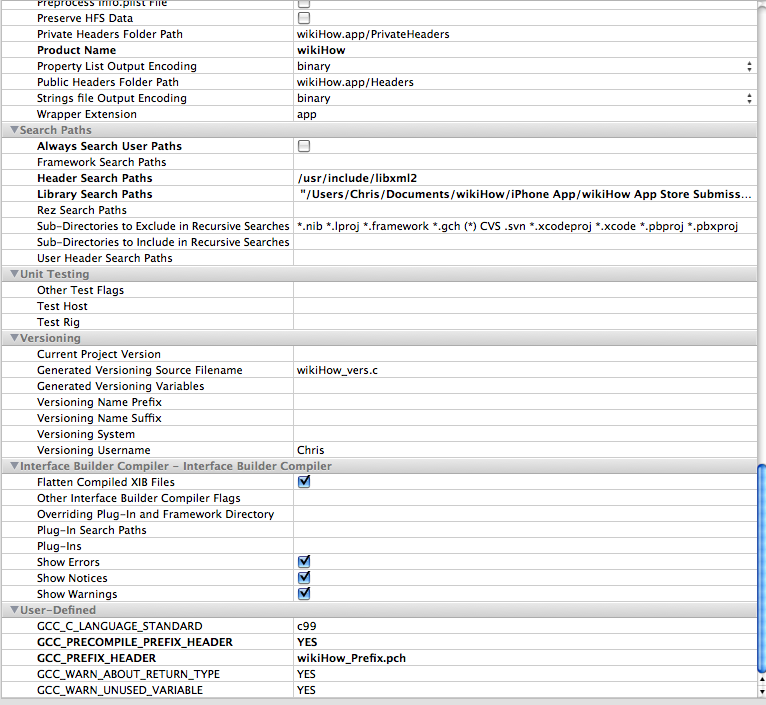 Preprocess Info.plist File
Preserve HFS Data
Private Headers Folder Path wikiHow.app/PrivateHeaders
Product Name wikiHow
Property List Output Encoding binary
Public Headers Folder Path wikiHow.app/Headers
Strings file Output Encoding binary
Wrapper Extension app
Search Paths
Always Search User Paths
Framework Search Paths
Header Search Paths /usr/include/libxml2
Library Search Paths "/Users/Chris/Documents/wikiHow/iPhone App/wikiHow App Store Submiss...
Rez Search Paths
Sub-Directories to Exclude in Recursive Searches *.nib *.lproj *.framework *.gch (*) CVS .svn *.xcodeproj *.xcode *.pbproj *.pbxproj
Sub-Directories to Include in Recursive Searches
User Header Search Paths
Unit Testing
Other Test Flags
Test Host
Test Rig
Versioning
Current Project Version
Generated Versioning Source Filename wikiHow_vers.c
Generated Versioning Variables
Versioning Name Prefix
Versioning Name Suffix
Versioning System
Versioning Username Chris
Interface Builder Compiler - Interface Builder Compiler
Flatten Compiled XIB Files
Other Interface Builder Compiler Flags
Overriding Plug-In and Framework Directory
Plug-In Search Paths
Plug-Ins
Show Errors
Show Notices
Show Warnings
User-Defined
GCC_C_LANGUAGE_STANDARD c99
GCC_PRECOMPILE_PREFIX_HEADER YES
GCC_PREFIX_HEADER wikiHow_Prefix.pch
GCC_WARN_ABOUT_RETURN_TYPE YES
GCC_WARN_UNUSED_VARIABLE YES